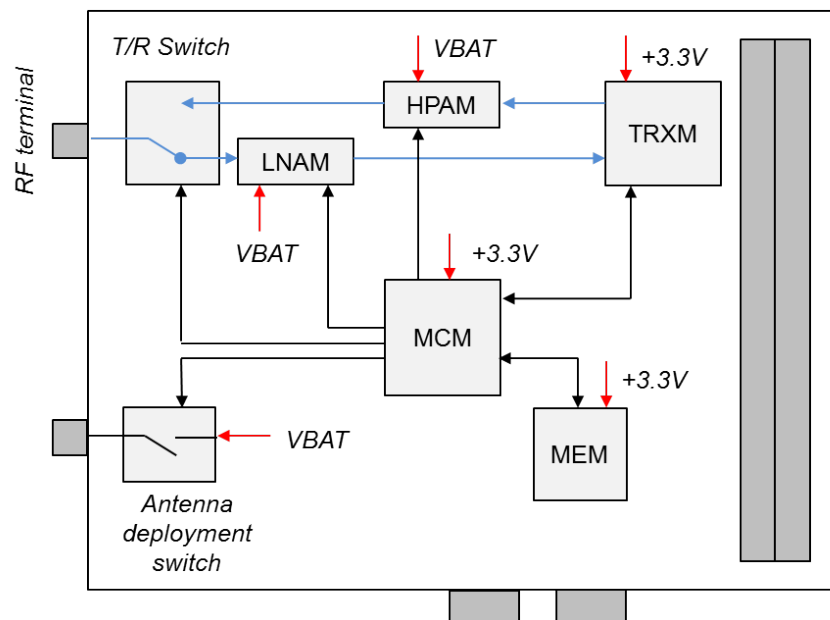 T/R Switch
VBAT
+3.3V
HPAM
TRXM
RF terminal
LNAM
VBAT
+3.3V
MCM
+3.3V
VBAT
MEM
Antenna
deployment
switch